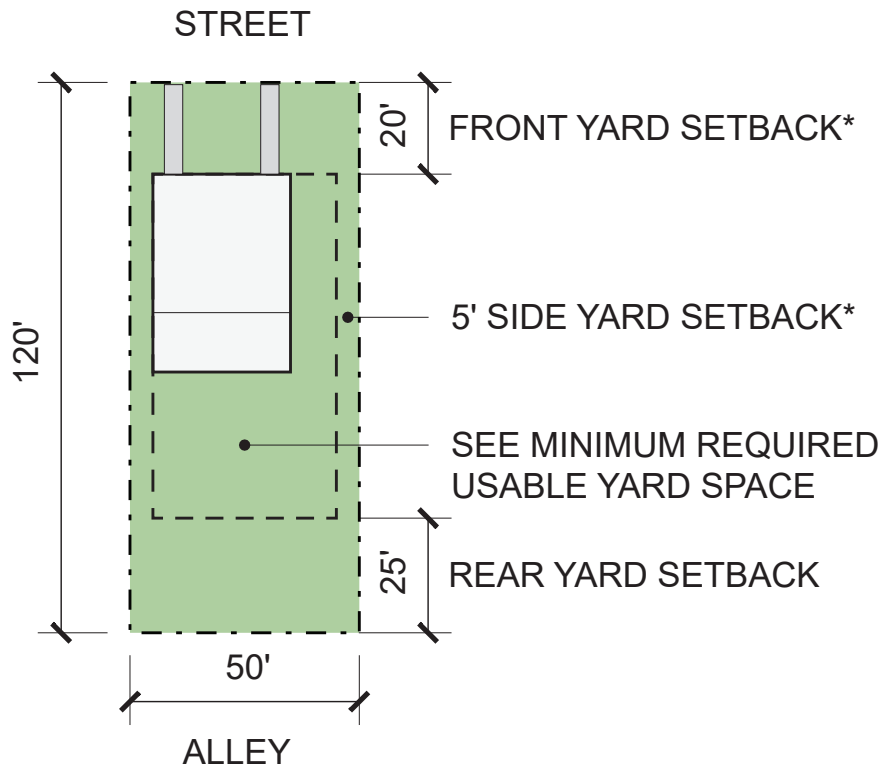 STREET
20'
FRONT YARD SETBACK*
120'
5' SIDE YARD SETBACK*
SEE MINIMUM REQUIRED
USABLE YARD SPACE
25'
REAR YARD SETBACK
50'
ALLEY